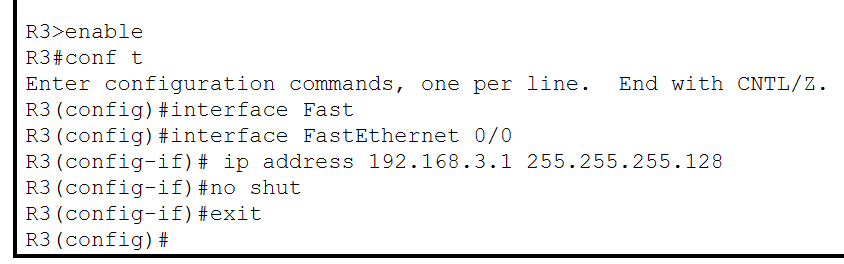 R3>enable
R3#conf t
Enter configuration commands, one per line.  End with CNTL/Z.
R3(config)#interface Fast
R3(config)#interface FastEthernet 0/0
R3(config-if)# ip address 192.168.3.1 255.255.255.128
R3(config-if)#no shut
R3(config-if)#exit
R3(config)#